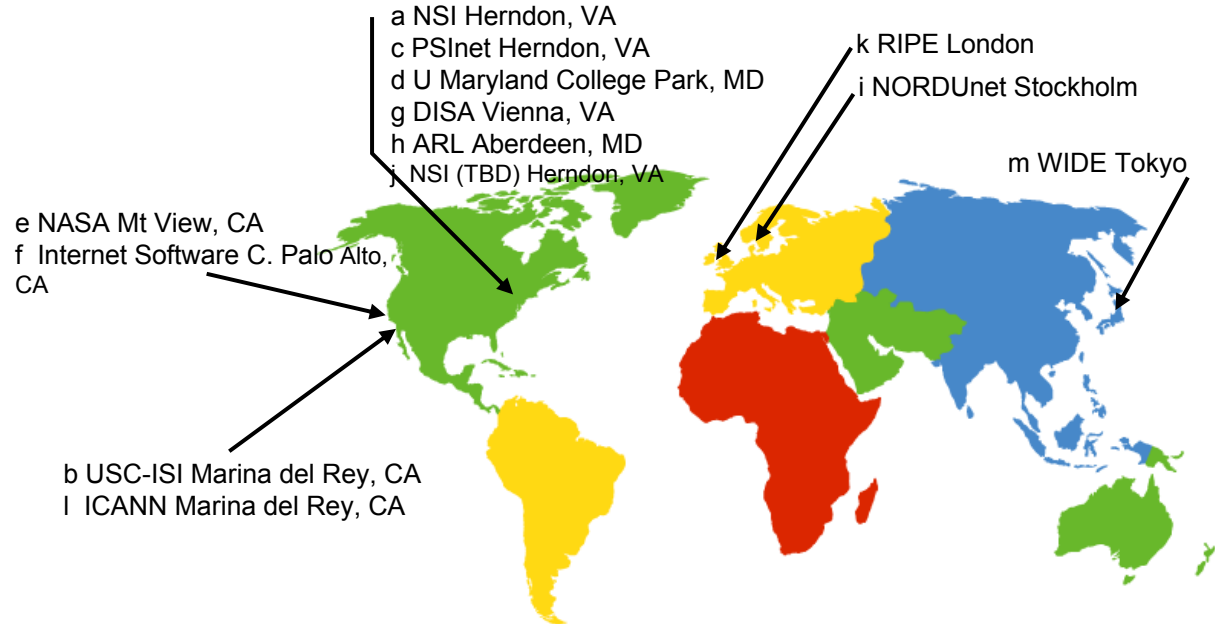 a NSI Herndon, VA
c PSInet Herndon, VA
d U Maryland College Park, MD
g DISA Vienna, VA
h ARL Aberdeen, MD
j NSI (TBD) Herndon, VA
k RIPE London
i NORDUnet Stockholm
m WIDE Tokyo
e NASA Mt View, CA
f Internet Software C. Palo Alto,
CA
b USC-ISI Marina del Rey, CA
l ICANN Marina del Rey, CA